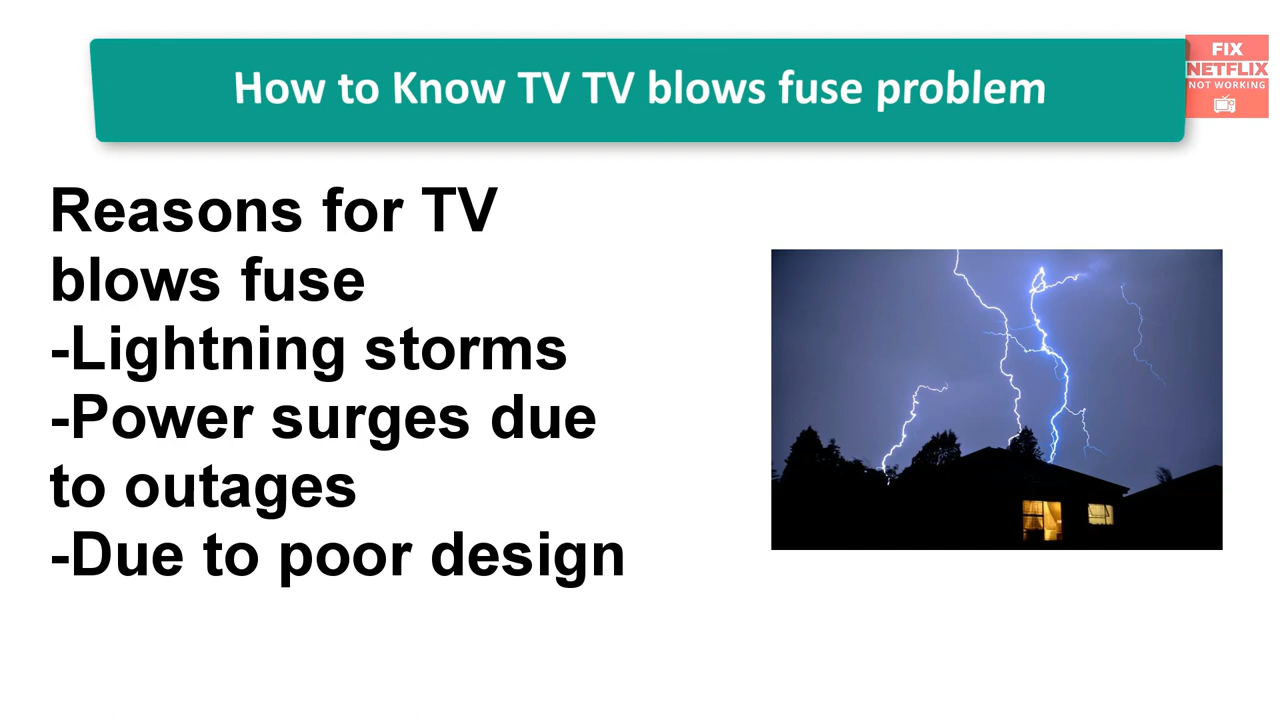 How to Know TV TV blows fuse problem
FIX
NETFLIX
NOT WORKING
Reasons for TV
blows fuse
-Lightning storms
-Power surges due
to outages
-Due to poor design